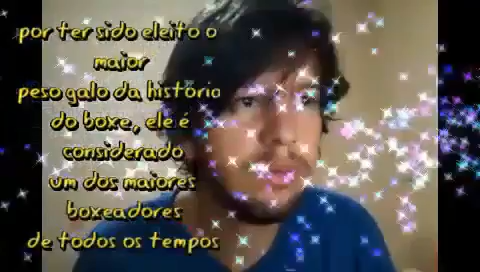 por ter sido eleito o
maior
peso galo da história
do boxe, ele é
considerado
um dos maiores
boxeadores
de todos os tempos